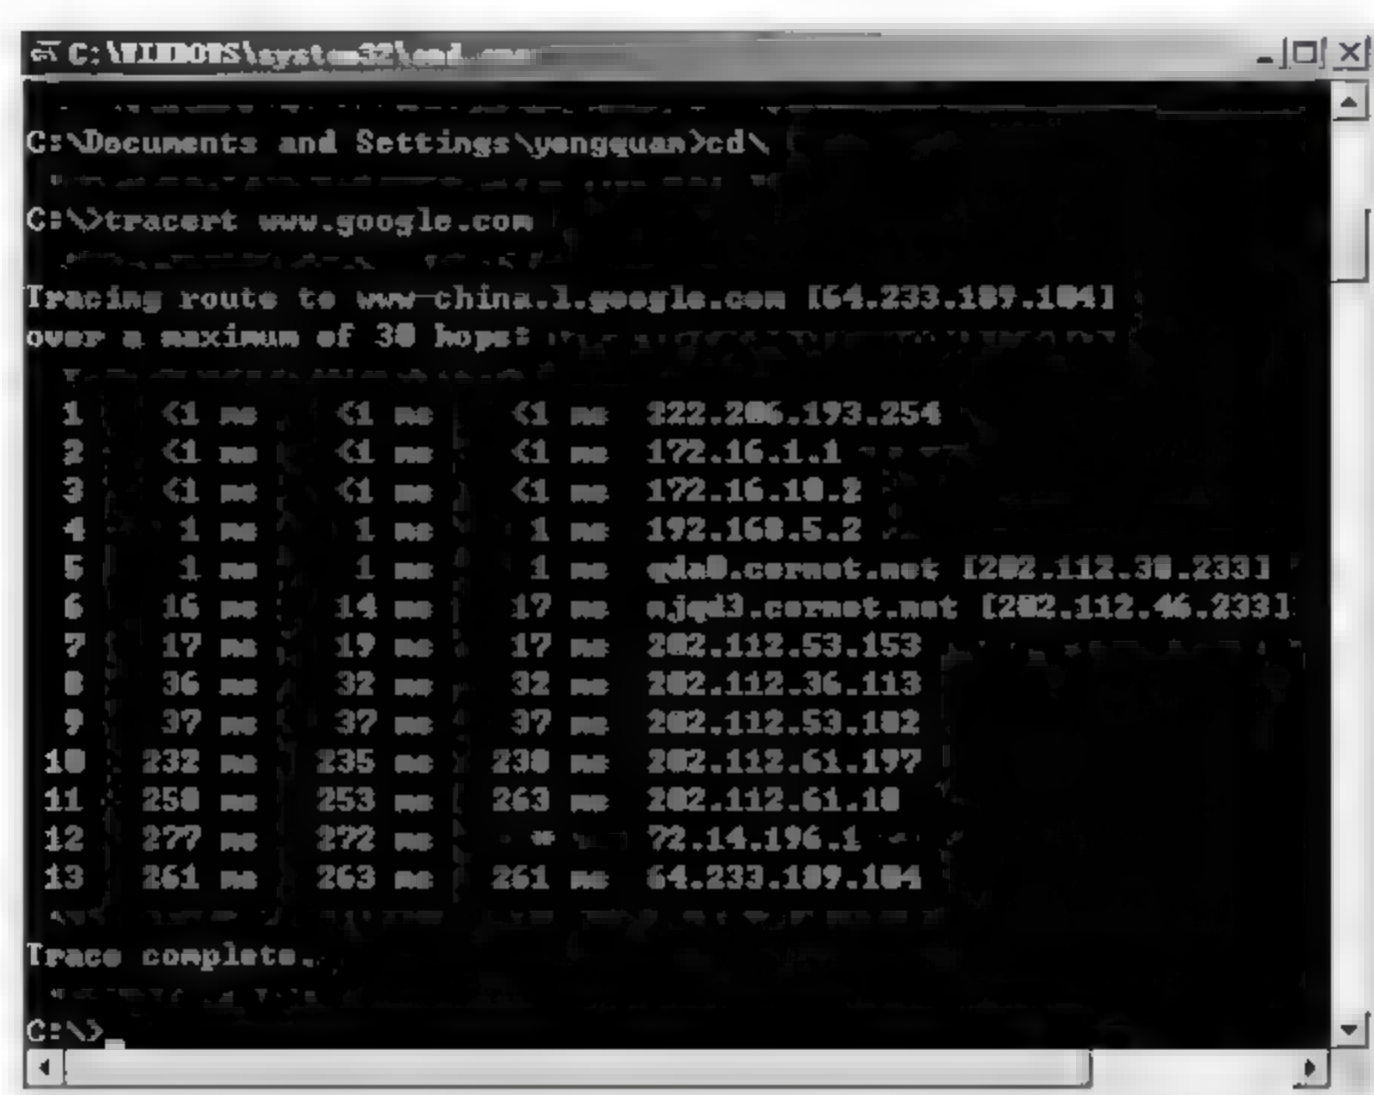 C:\WINDOWS\system32\cmd.exe
C:\Documents and Settings\yongquan>cd\
C:\>tracert www.google.com
Tracing route to www-china.l.google.com [64.233.189.104]
over a maximum of 30 hops:
1 <1 ms <1 ms <1 ms 222.206.193.254
2 <1 ms <1 ms <1 ms 172.16.1.1
3 <1 ms <1 ms <1 ms 172.16.10.2
4 1 ms 1 ms 1 ms 192.168.5.2
5 1 ms 1 ms 1 ms qda0.cernet.net [202.112.38.233]
6 16 ms 14 ms 17 ms njqd3.cernet.net [202.112.46.233]
7 17 ms 19 ms 17 ms 202.112.53.153
8 36 ms 32 ms 32 ms 202.112.36.113
9 37 ms 37 ms 37 ms 202.112.53.182
10 232 ms 235 ms 230 ms 202.112.61.197
11 258 ms 253 ms 263 ms 202.112.61.18
12 277 ms 272 ms * 72.14.196.1
13 261 ms 263 ms 261 ms 64.233.189.104
Trace complete.
C:\>_